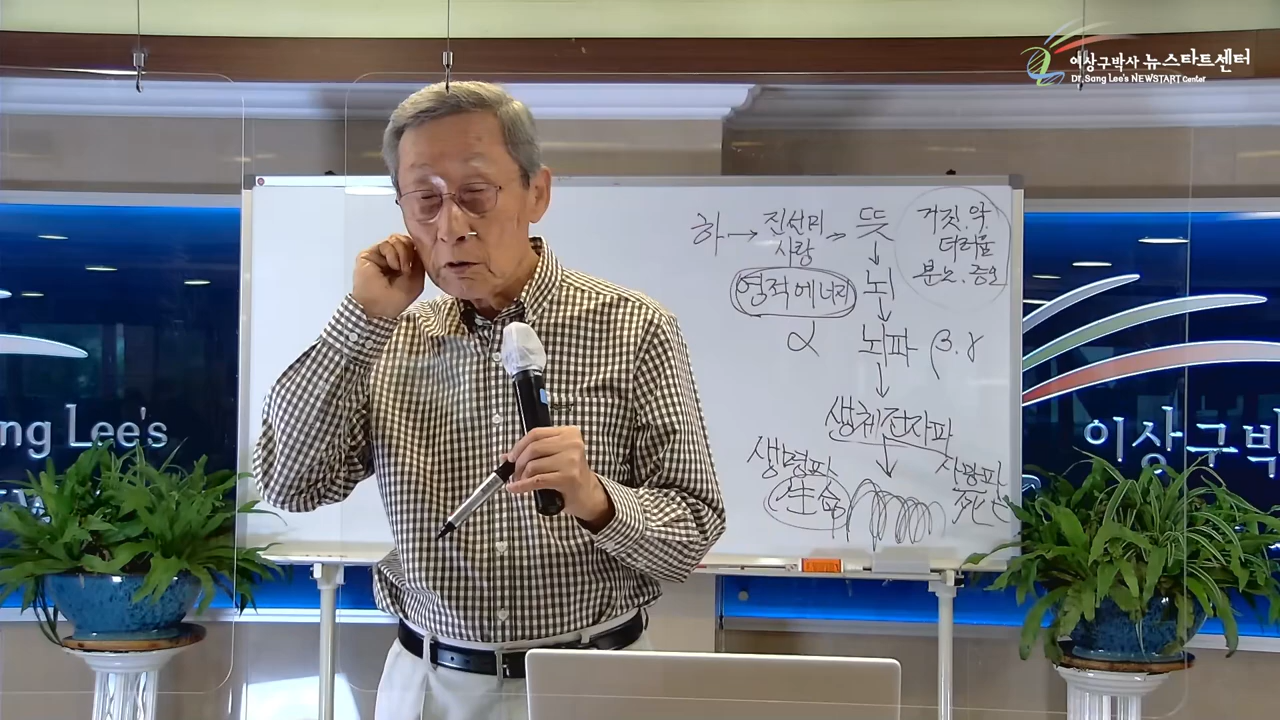 이상구박사 뉴스타트센터
Dr. Sang Lee's NEWSTART Center
하 → 진선미 → 뜻
사랑
거짓. 악.
더러움
분노. 증오
영적에너지
뇌
α 뇌파 β. γ
생체전자파
생명파
生命
사망파
死亡
ng Lee's
이상구박